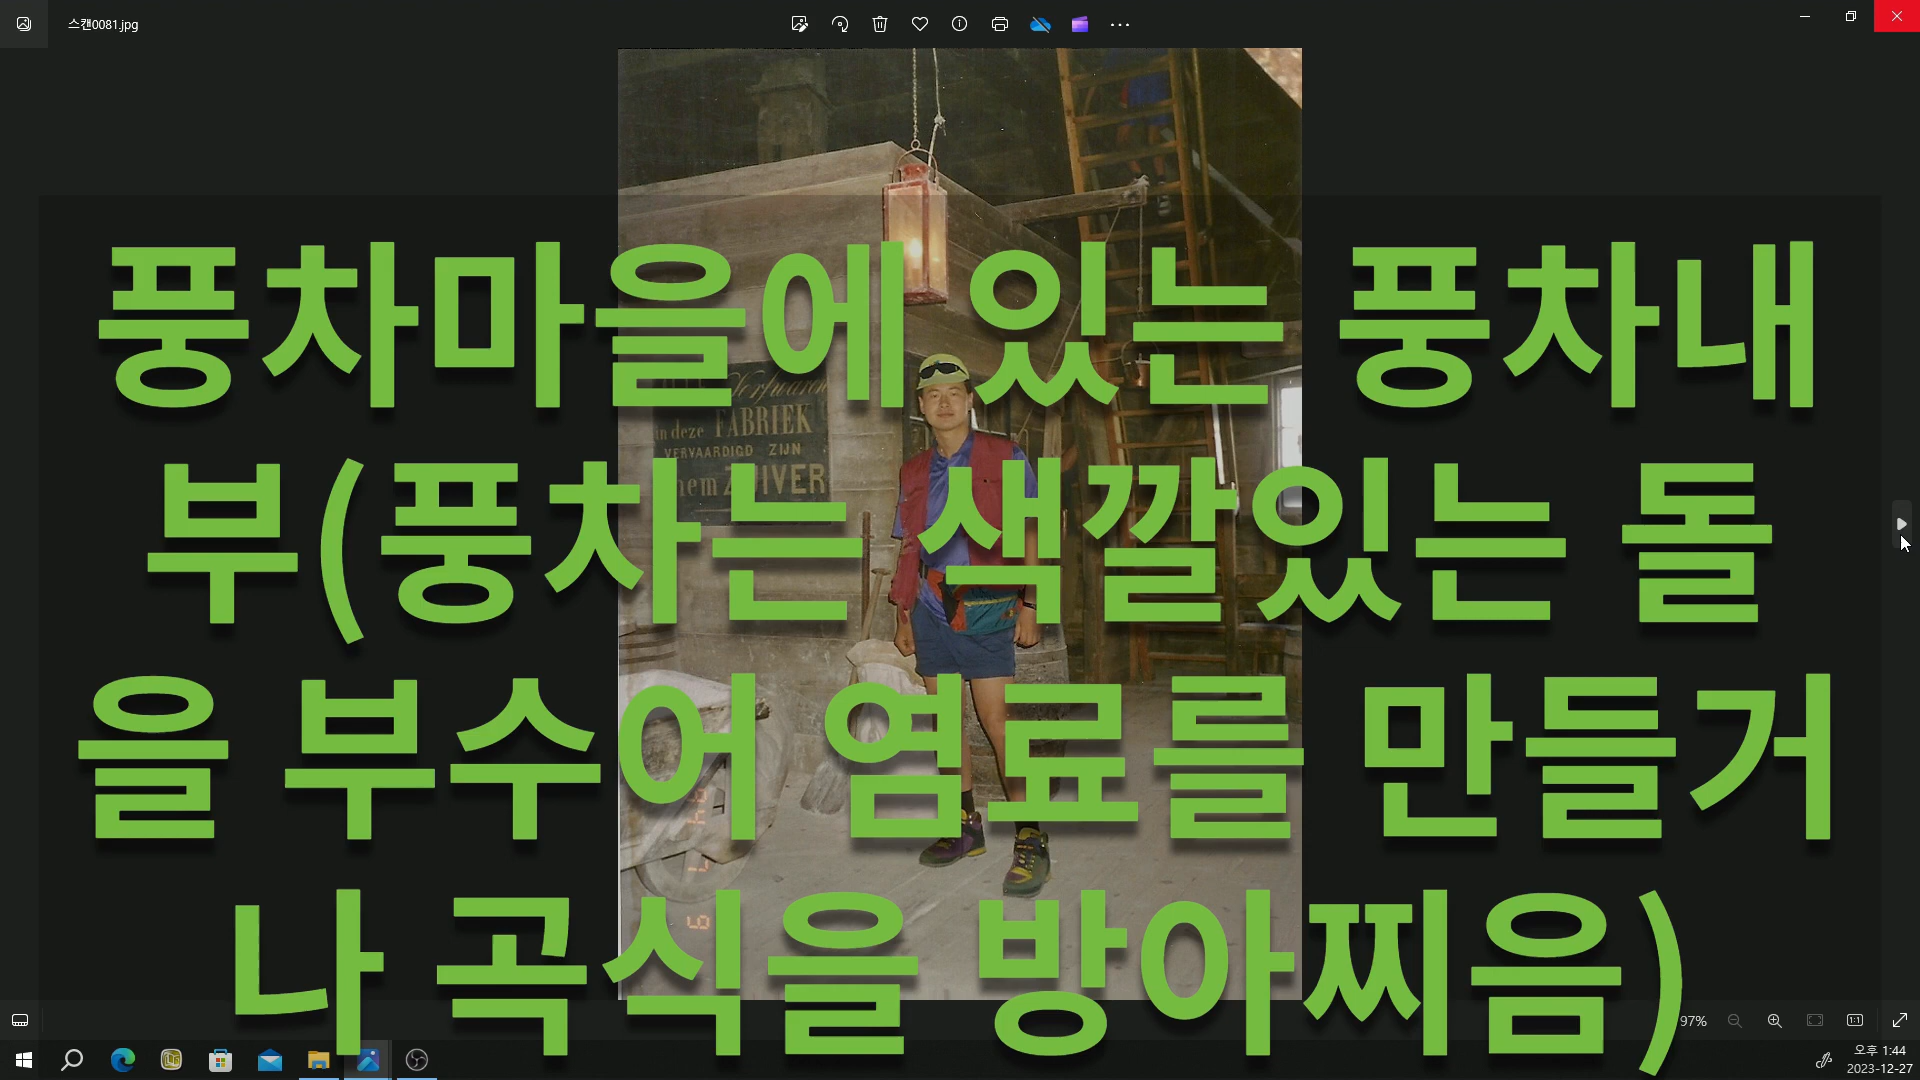 스캔0081.jpg
풍차마을에 있는 풍차내
부(풍차는 색깔있는 돌
을 부수어 염료를 만들거
나 곡식을 방아찌음)
Verfwaren
in deze FABRIEK
VERVAARDIGD ZIJN
ZUIVER
97%
오후 1:44
2023-12-27